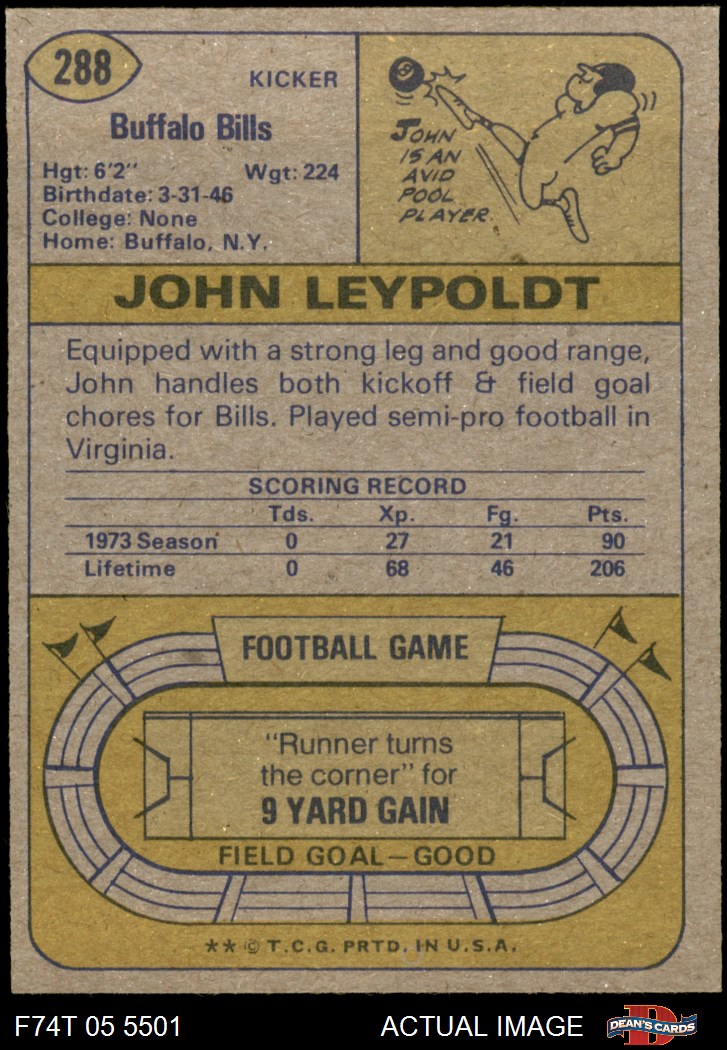 288
KICKER
Buffalo Bills
Hgt: 6'2" Wgt: 224
Birthdate: 3-31-46
College: None
Home: Buffalo, N.Y.
8
JOHN
IS AN
AVID
POOL
PLAYER.
JOHN LEYPOLDT
Equipped with a strong leg and good range,
John handles both kickoff & field goal
chores for Bills. Played semi-pro football in
Virginia.
SCORING RECORD
Tds. Xp. Fg. Pts.
1973 Season 0 27 21 90
Lifetime 0 68 46 206
FOOTBALL GAME
"Runner turns
the corner" for
9 YARD GAIN
FIELD GOAL—GOOD
** © T.C.G. PRTD. IN U.S.A.
F74T 05 5501 ACTUAL IMAGE
D
DEAN'S CARDS